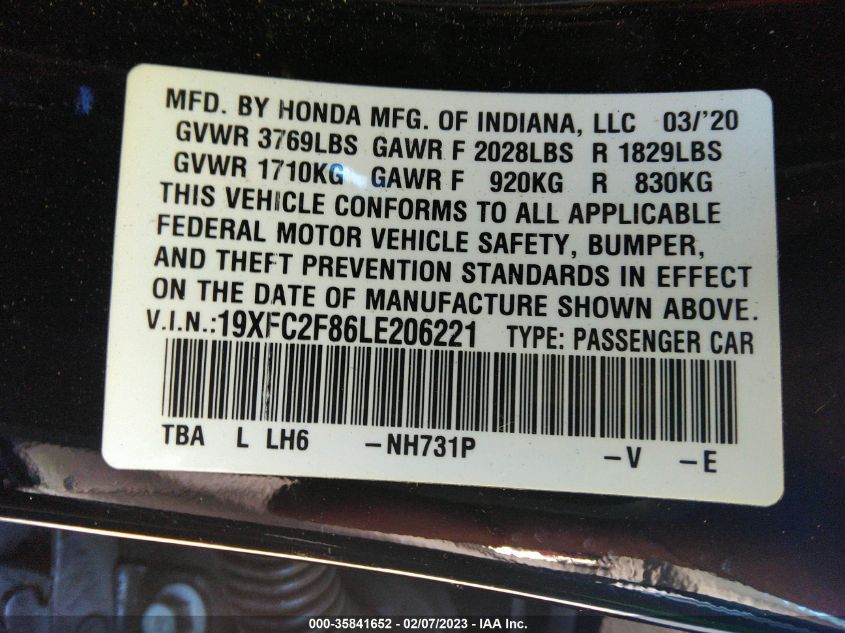 MFD. BY HONDA MFG. OF INDIANA, LLC 03/'20
GVWR 3769LBS GAWR F 2028LBS R 1829LBS
GVWR 1710KG GAWR F 920KG R 830KG
THIS VEHICLE CONFORMS TO ALL APPLICABLE
FEDERAL MOTOR VEHICLE SAFETY, BUMPER,
AND THEFT PREVENTION STANDARDS IN EFFECT
ON THE DATE OF MANUFACTURE SHOWN ABOVE.
V.I.N.:19XFC2F86LE206221 TYPE: PASSENGER CAR
TBA L LH6 –NH731P –V –E
000-35841652 - 02/07/2023 - IAA Inc.